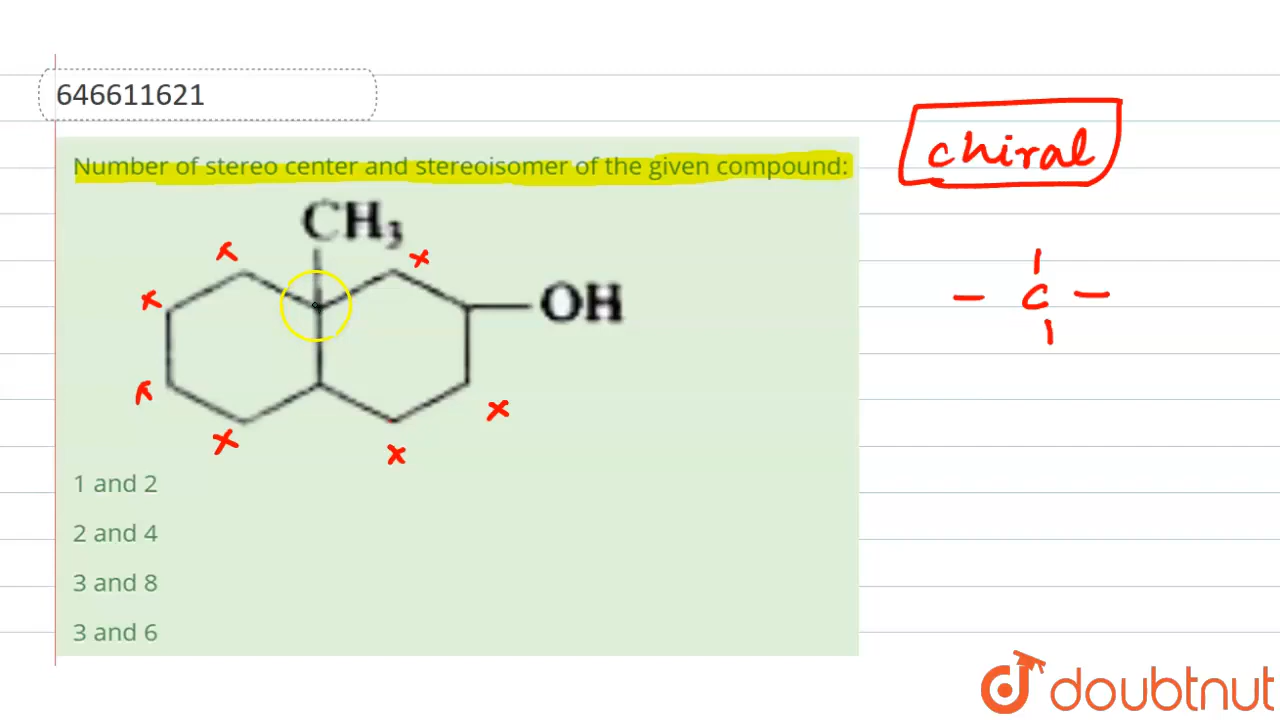 646611621
chiral
Number of stereo center and stereoisomer of the given compound:
CH3
OH
C
1 and 2
2 and 4
3 and 8
3 and 6
doubtnut